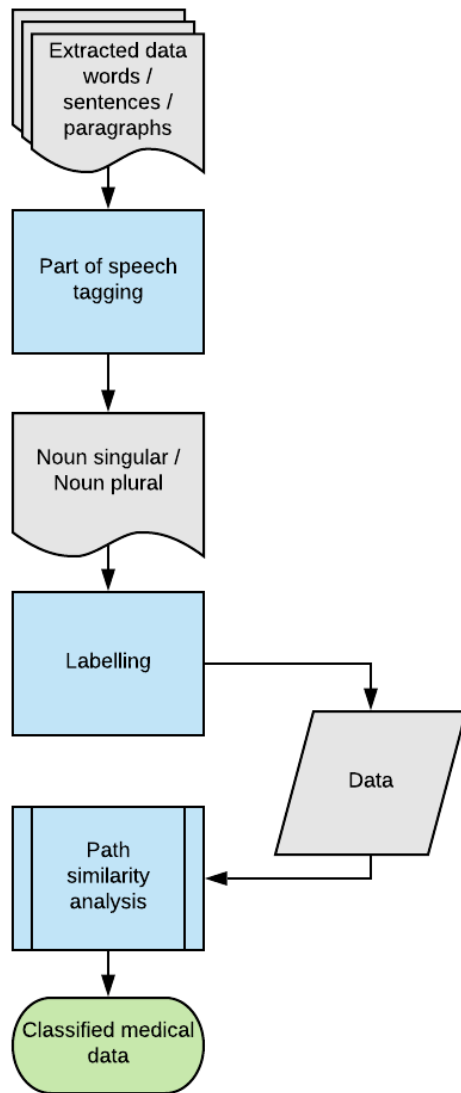 Extracted data
words /
sentences /
paragraphs
Part of speech
tagging
Noun singular /
Noun plural
Labelling
Data
Path
similarity
analysis
Classified medical
data